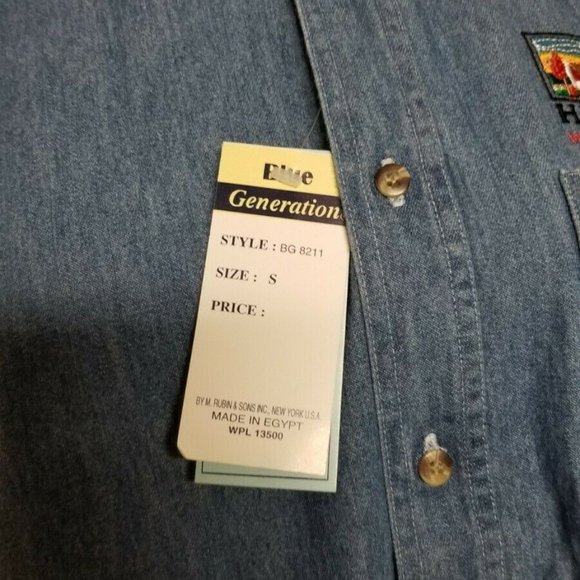 Blue
Generation
STYLE : BG 8211
SIZE : S
PRICE :
BY M. RUBIN & SONS INC., NEW YORK U.S.A.
MADE IN EGYPT
WPL 13500